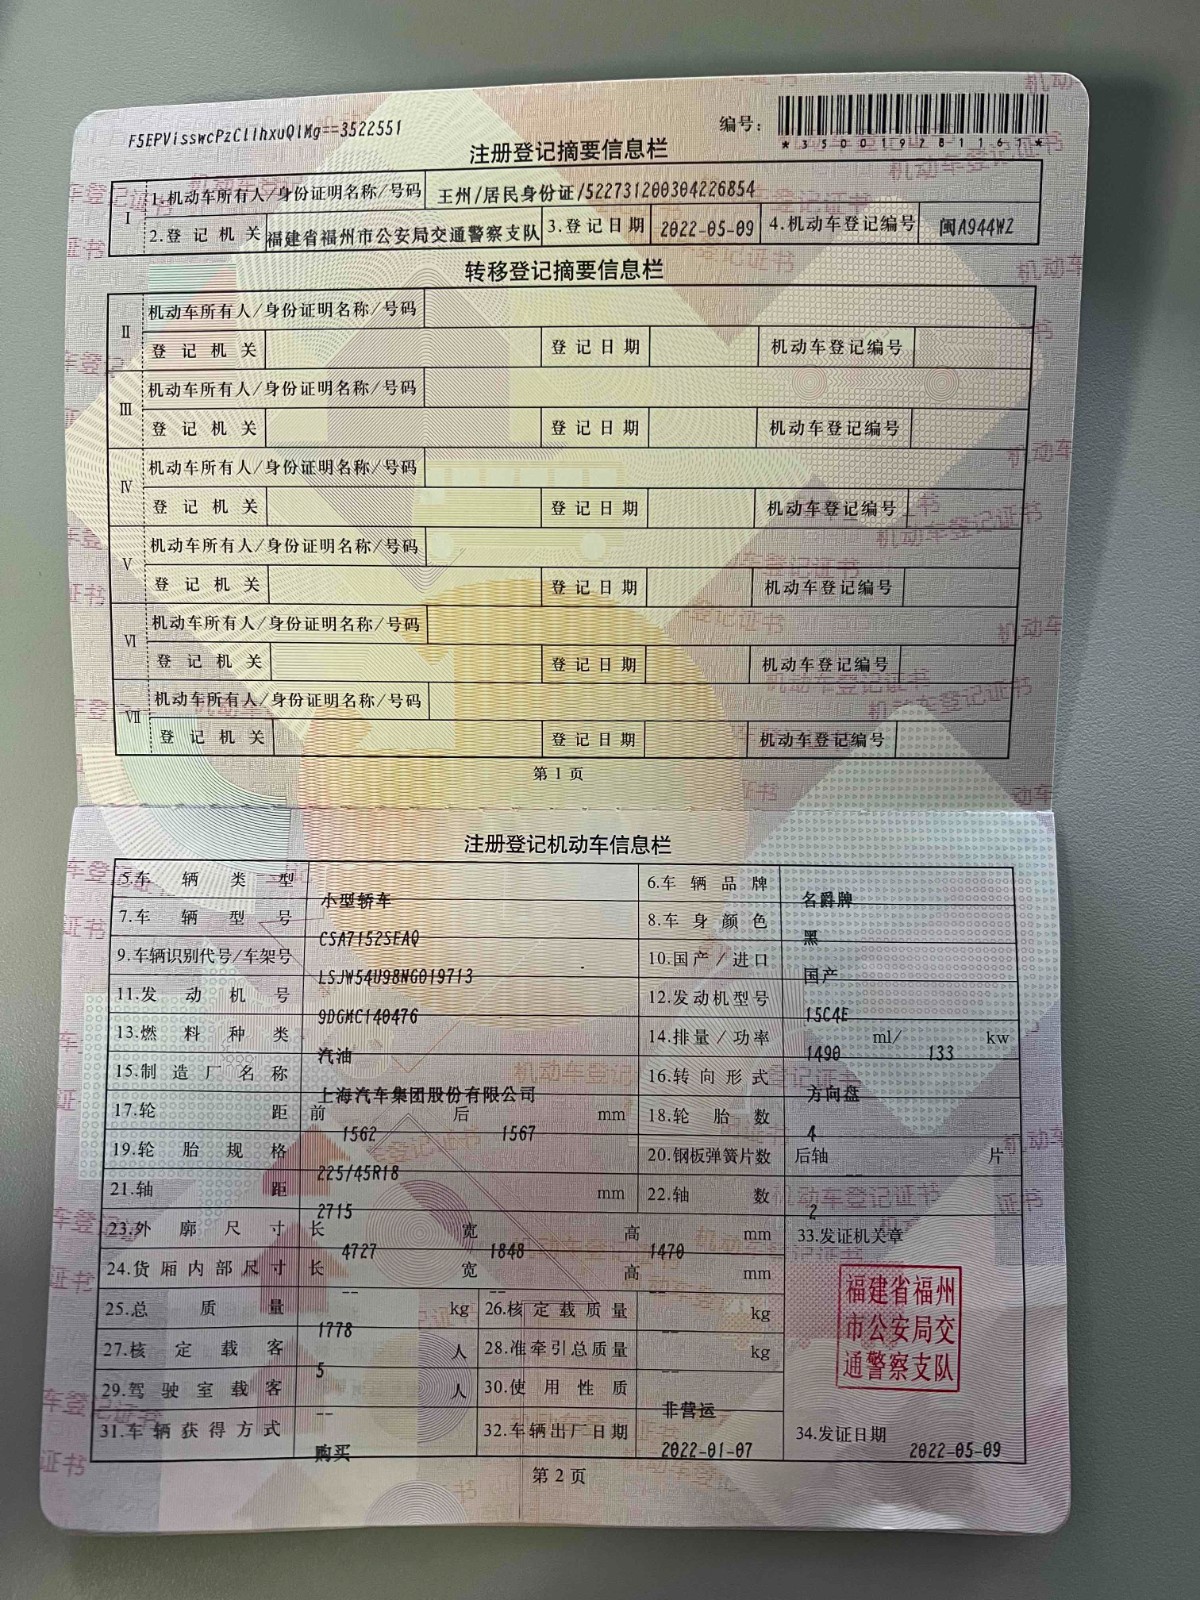 F5EPVisswcPzClihxuQlMg==3522551
编号：
*350019281161*
注册登记摘要信息栏
Ⅰ 1.机动车所有人/身份证明名称/号码 王州/居民身份证/522731200304226854
2.登记机关 福建省福州市公安局交通警察支队 3.登记日期 2022-05-09 4.机动车登记编号 闽A944WZ
转移登记摘要信息栏
Ⅱ 机动车所有人/身份证明名称/号码
登记机关 登记日期 机动车登记编号
Ⅲ 机动车所有人/身份证明名称/号码
登记机关 登记日期 机动车登记编号
Ⅳ 机动车所有人/身份证明名称/号码
登记机关 登记日期 机动车登记编号
Ⅴ 机动车所有人/身份证明名称/号码
登记机关 登记日期 机动车登记编号
Ⅵ 机动车所有人/身份证明名称/号码
登记机关 登记日期 机动车登记编号
Ⅶ 机动车所有人/身份证明名称/号码
登记机关 登记日期 机动车登记编号
第1页
注册登记机动车信息栏
5.车辆类型 小型轿车 6.车辆品牌 名爵牌
7.车辆型号 CSA7152SEAQ 8.车身颜色 黑
9.车辆识别代号/车架号 LSJW54U98NG019713 10.国产/进口 国产
11.发动机号 9DGMC140476 12.发动机型号 15C4E
13.燃料种类 汽油 14.排量/功率 1490 ml/ 133 kw
15.制造厂名称 上海汽车集团股份有限公司 16.转向形式 方向盘
17.轮距 前 1562 后 1567 mm 18.轮胎数 4
19.轮胎规格 225/45R18 20.钢板弹簧片数 后轴 -- 片
21.轴距 2715 mm 22.轴数 2
23.外廓尺寸 长 4727 宽 1848 高 1470 mm 33.发证机关章
24.货厢内部尺寸 长 -- 宽 -- 高 -- mm
福建省福州
市公安局交
通警察支队
25.总质量 1778 kg 26.核定载质量 -- kg
27.核定载客 5 人 28.准牵引总质量 -- kg
29.驾驶室载客 -- 人 30.使用性质 非营运
31.车辆获得方式 购买 32.车辆出厂日期 2022-01-07 34.发证日期 2022-05-09
第2页